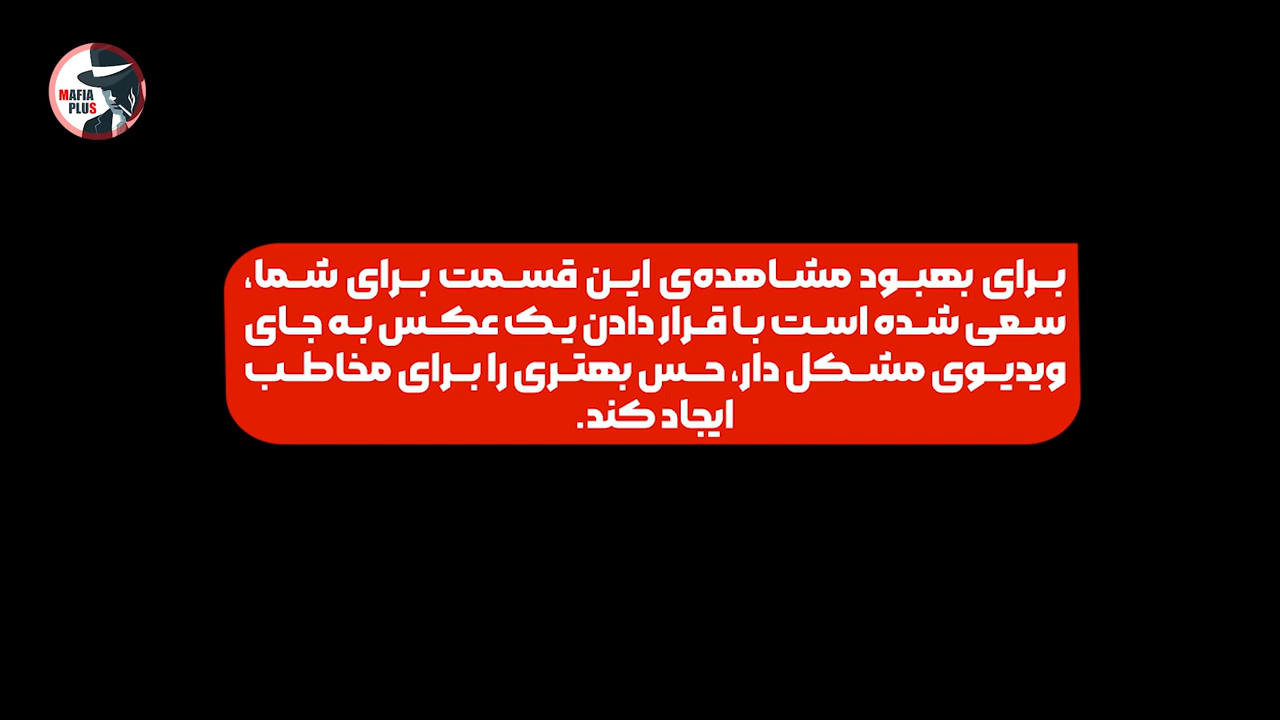 MAFIA
PLUS
برای بهبود مشاهده‌ی این قسمت برای شما،
سعی شده است با قرار دادن یک عکس به جای
ویدیوی مشکل دار، حس بهتری را برای مخاطب
ایجاد کند.